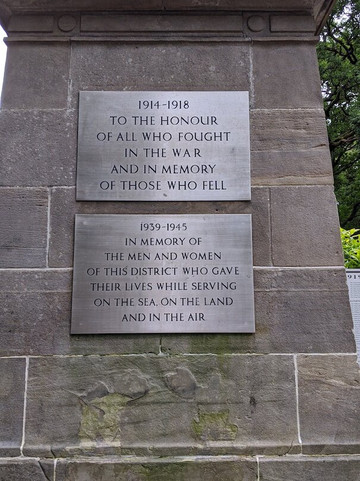 1914-1918
TO THE HONOUR
OF ALL WHO FOUGHT
IN THE WAR
AND IN MEMORY
OF THOSE WHO FELL
1939-1945
IN MEMORY OF
THE MEN AND WOMEN
OF THIS DISTRICT WHO GAVE
THEIR LIVES WHILE SERVING
ON THE SEA, ON THE LAND
AND IN THE AIR